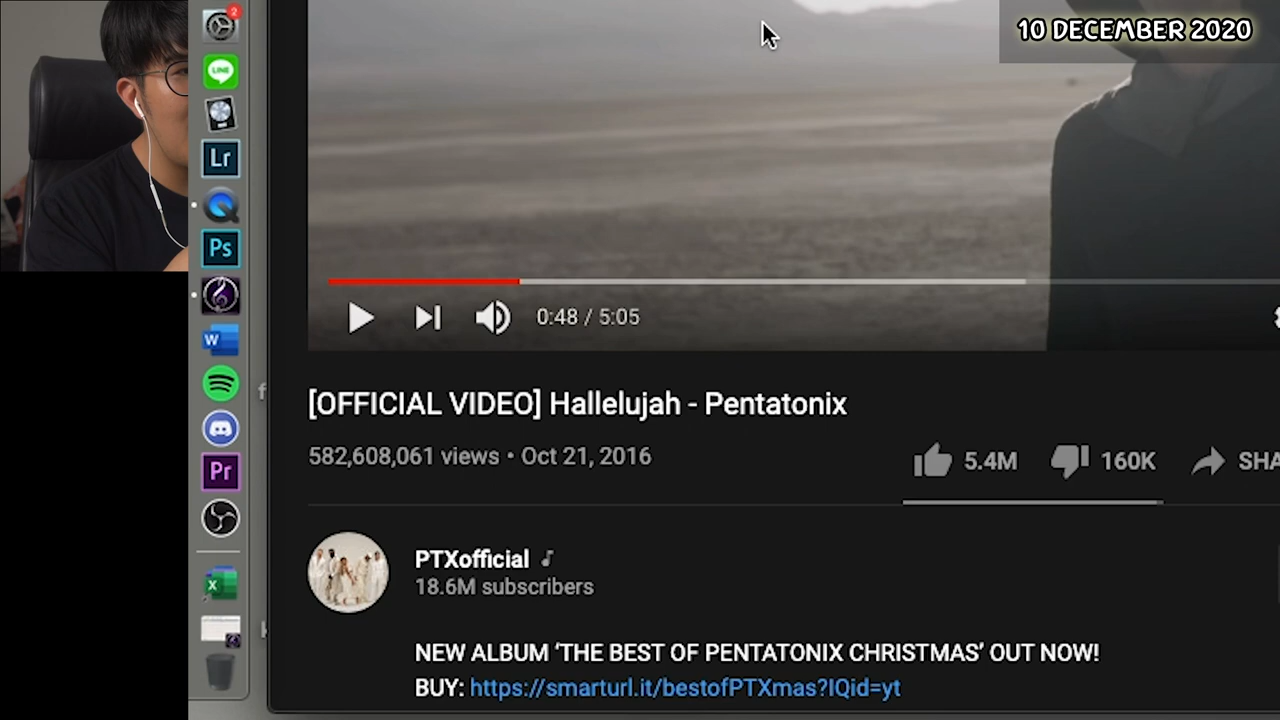 10 DECEMBER 2020
2
LINE
Lr
Ps
W
Pr
X
0:48 / 5:05
[OFFICIAL VIDEO] Hallelujah - Pentatonix
582,608,061 views • Oct 21, 2016
5.4M 160K SHA
PTXofficial
18.6M subscribers
NEW ALBUM ‘THE BEST OF PENTATONIX CHRISTMAS’ OUT NOW!
BUY: https://smarturl.it/bestofPTXmas?IQid=yt